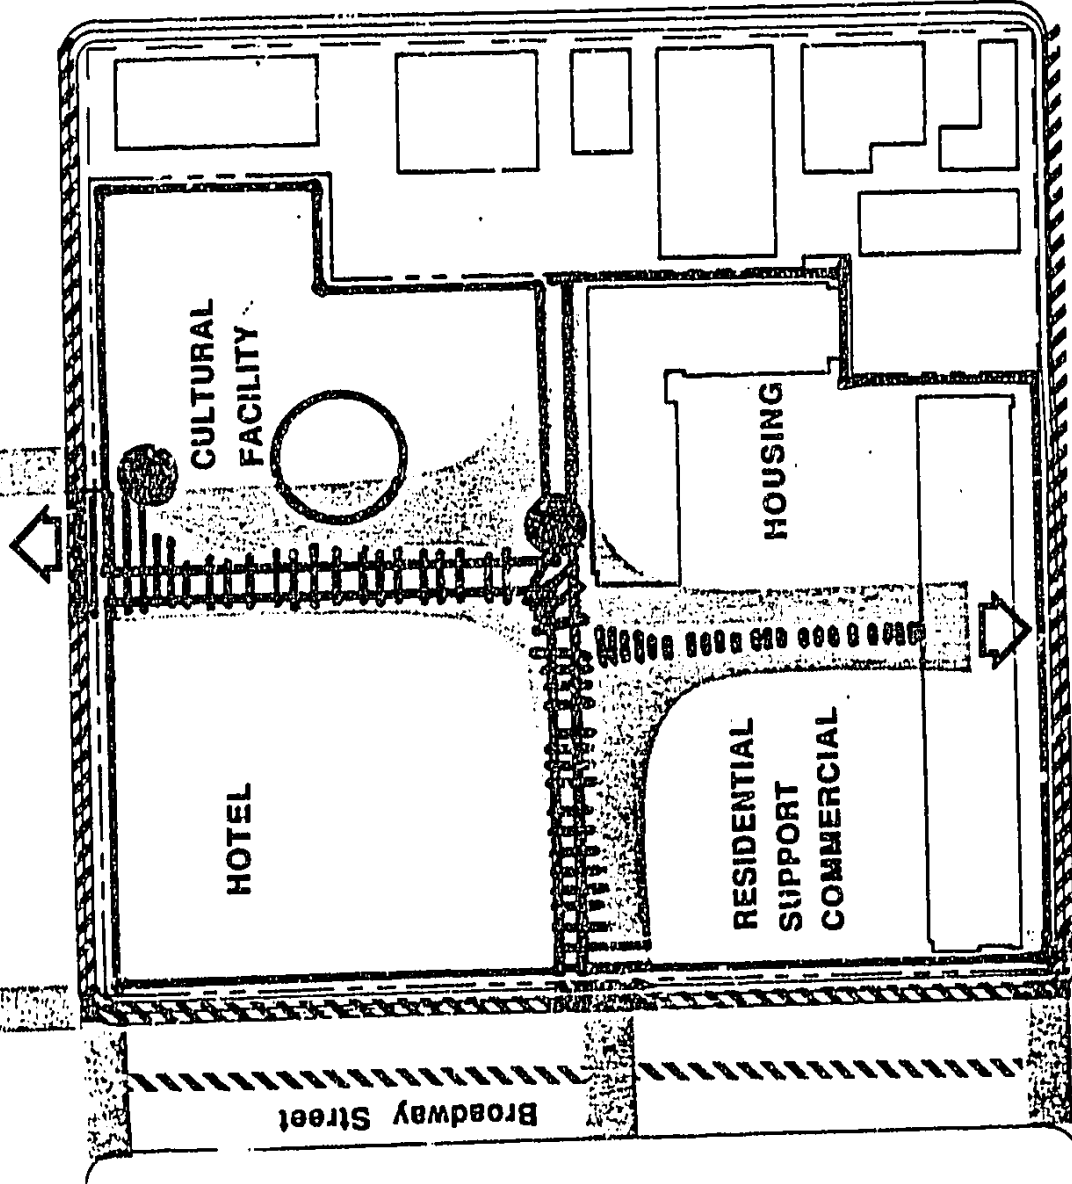 CULTURAL
FACILITY
HOUSING
HOTEL
RESIDENTIAL
SUPPORT
COMMERCIAL
Broadway Street